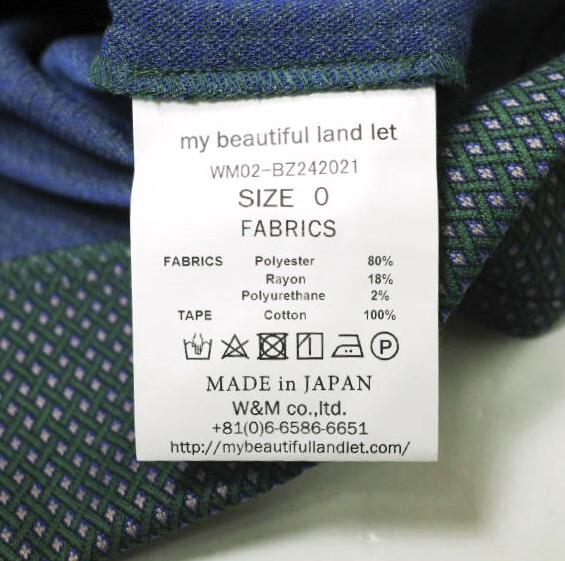 my beautiful land let
WM02-BZ242021
SIZE 0
FABRICS
FABRICS Polyester 80%
Rayon 18%
Polyurethane 2%
TAPE Cotton 100%
P
MADE in JAPAN
W&M co.,ltd.
+81(0)6-6586-6651
http://mybeautifullandlet.com/